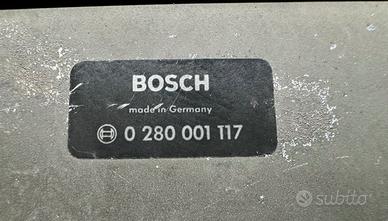 BOSCH
made in Germany
0 280 001 117
subito